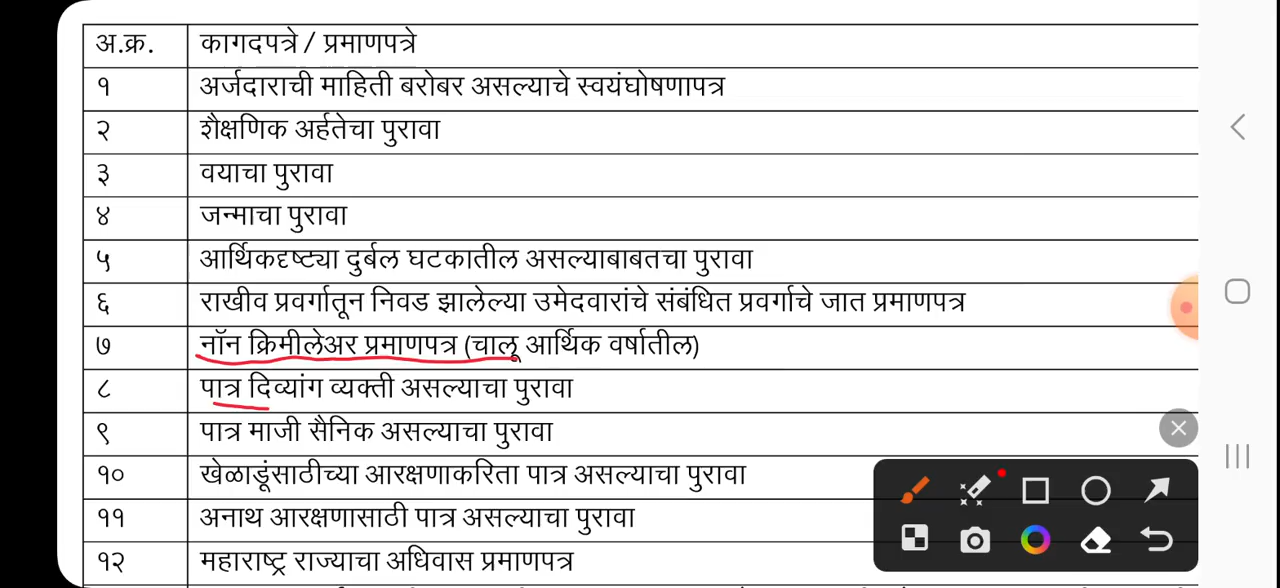 अ.क्र. कागदपत्रे / प्रमाणपत्रे
१ अर्जदाराची माहिती बरोबर असल्याचे स्वयंघोषणापत्र
२ शैक्षणिक अर्हतेचा पुरावा
३ वयाचा पुरावा
४ जन्माचा पुरावा
५ आर्थिकदृष्ट्या दुर्बल घटकातील असल्याबाबतचा पुरावा
६ राखीव प्रवर्गातून निवड झालेल्या उमेदवारांचे संबंधित प्रवर्गाचे जात प्रमाणपत्र
७ नॉन क्रिमीलेअर प्रमाणपत्र (चालू आर्थिक वर्षातील)
८ पात्र दिव्यांग व्यक्ती असल्याचा पुरावा
९ पात्र माजी सैनिक असल्याचा पुरावा
१० खेळाडूंसाठीच्या आरक्षणाकरिता पात्र असल्याचा पुरावा
११ अनाथ आरक्षणासाठी पात्र असल्याचा पुरावा
१२ महाराष्ट्र राज्याचा अधिवास प्रमाणपत्र